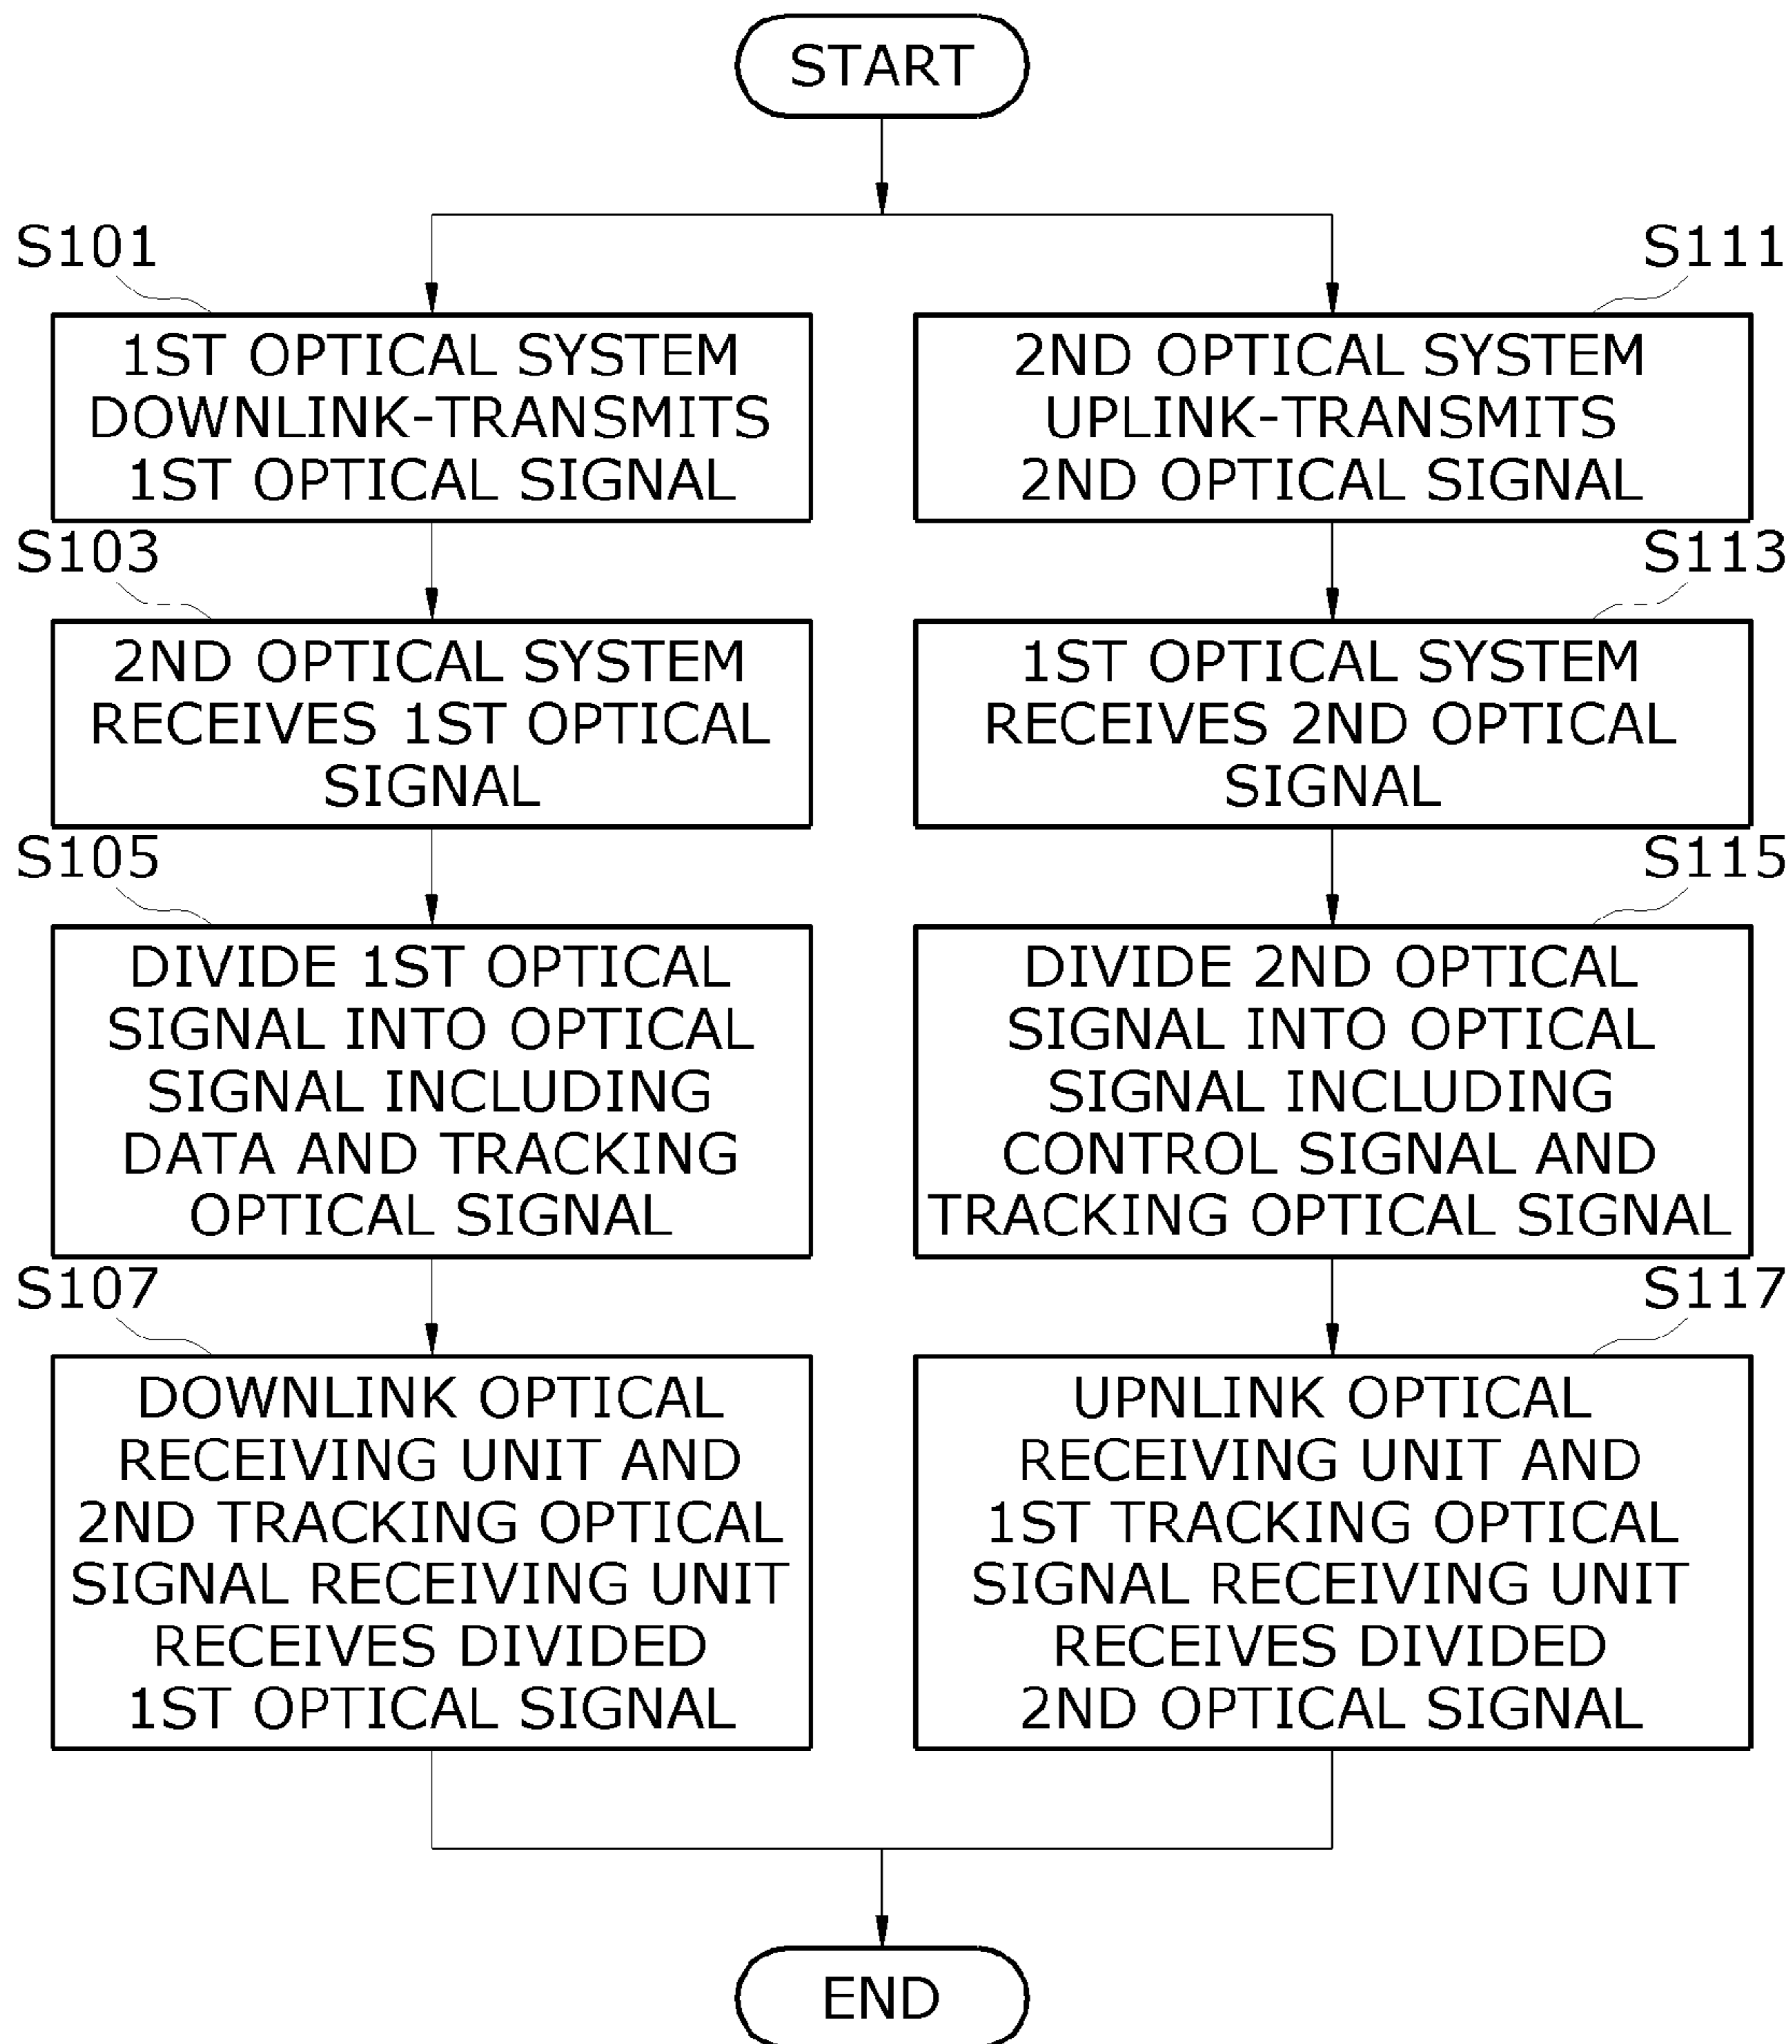 START
S101
1ST OPTICAL SYSTEM
DOWNLINK-TRANSMITS
1ST OPTICAL SIGNAL
S111
2ND OPTICAL SYSTEM
UPLINK-TRANSMITS
2ND OPTICAL SIGNAL
S103
2ND OPTICAL SYSTEM
RECEIVES 1ST OPTICAL
SIGNAL
S113
1ST OPTICAL SYSTEM
RECEIVES 2ND OPTICAL
SIGNAL
S105
DIVIDE 1ST OPTICAL
SIGNAL INTO OPTICAL
SIGNAL INCLUDING
DATA AND TRACKING
OPTICAL SIGNAL
S115
DIVIDE 2ND OPTICAL
SIGNAL INTO OPTICAL
SIGNAL INCLUDING
CONTROL SIGNAL AND
TRACKING OPTICAL SIGNAL
S107
DOWNLINK OPTICAL
RECEIVING UNIT AND
2ND TRACKING OPTICAL
SIGNAL RECEIVING UNIT
RECEIVES DIVIDED
1ST OPTICAL SIGNAL
S117
UPNLINK OPTICAL
RECEIVING UNIT AND
1ST TRACKING OPTICAL
SIGNAL RECEIVING UNIT
RECEIVES DIVIDED
2ND OPTICAL SIGNAL
END